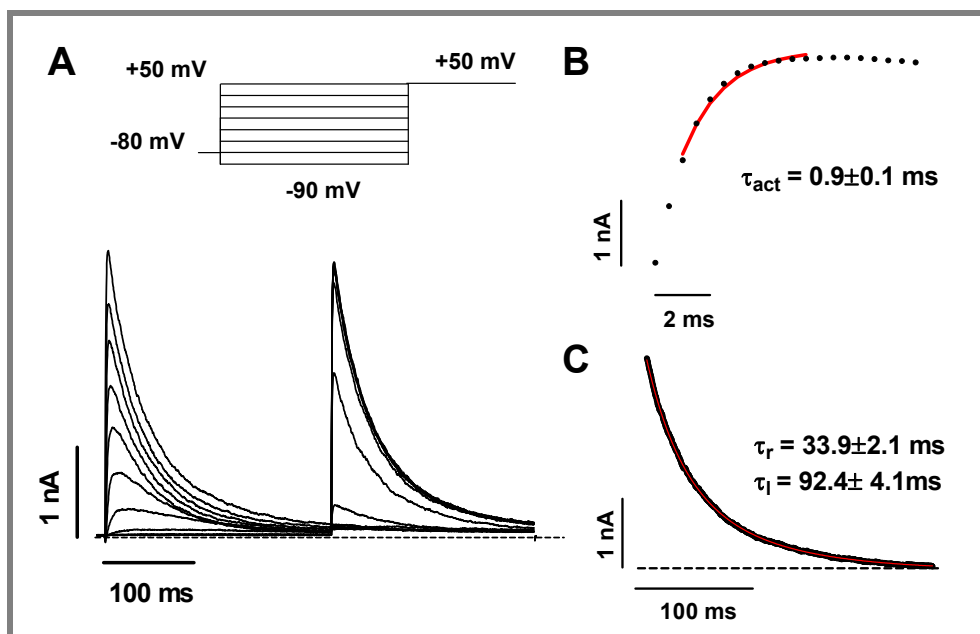 A
+50 mV
+50 mV
-80 mV
-90 mV
1 nA
100 ms
B
τact = 0.9±0.1 ms
1 nA
2 ms
C
τr = 33.9±2.1 ms
τl = 92.4± 4.1ms
1 nA
100 ms